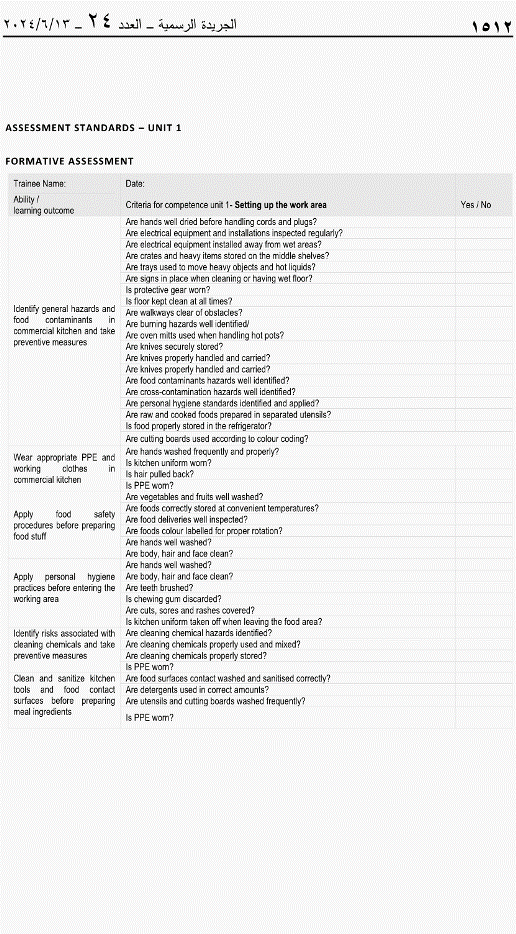 ١٥١٢ الجريدة الرسمية – العدد ٢٤ – ٢٠٢٤/٦/١٣
ASSESSMENT STANDARDS – UNIT 1
FORMATIVE ASSESSMENT
Trainee Name: Date:
Ability / learning outcome Criteria for competence unit 1- Setting up the work area Yes / No
Identify general hazards and
food contaminants in
commercial kitchen and take
preventive measures
Are hands well dried before handling cords and plugs?
Are electrical equipment and installations inspected regularly?
Are electrical equipment installed away from wet areas?
Are crates and heavy items stored on the middle shelves?
Are trays used to move heavy objects and hot liquids?
Are signs in place when cleaning or having wet floor?
Is protective gear worn?
Is floor kept clean at all times?
Are walkways clear of obstacles?
Are burning hazards well identified/
Are oven mitts used when handling hot pots?
Are knives securely stored?
Are knives properly handled and carried?
Are knives properly handled and carried?
Are food contaminants hazards well identified?
Are cross-contamination hazards well identified?
Are personal hygiene standards identified and applied?
Are raw and cooked foods prepared in separated utensils?
Is food properly stored in the refrigerator?
Are cutting boards used according to colour coding?
Wear appropriate PPE and
working clothes in
commercial kitchen
Are hands washed frequently and properly?
Is kitchen uniform worn?
Is hair pulled back?
Is PPE worn?
Apply food safety
procedures before preparing
food stuff
Are vegetables and fruits well washed?
Are foods correctly stored at convenient temperatures?
Are food deliveries well inspected?
Are foods colour labelled for proper rotation?
Are hands well washed?
Are body, hair and face clean?
Apply personal hygiene
practices before entering the
working area
Are hands well washed?
Are body, hair and face clean?
Are teeth brushed?
Is chewing gum discarded?
Are cuts, sores and rashes covered?
Is kitchen uniform taken off when leaving the food area?
Identify risks associated with
cleaning chemicals and take
preventive measures
Are cleaning chemical hazards identified?
Are cleaning chemicals properly used and mixed?
Are cleaning chemicals properly stored?
Is PPE worn?
Clean and sanitize kitchen
tools and food contact
surfaces before preparing
meal ingredients
Are food surfaces contact washed and sanitised correctly?
Are detergents used in correct amounts?
Are utensils and cutting boards washed frequently?
Is PPE worn?